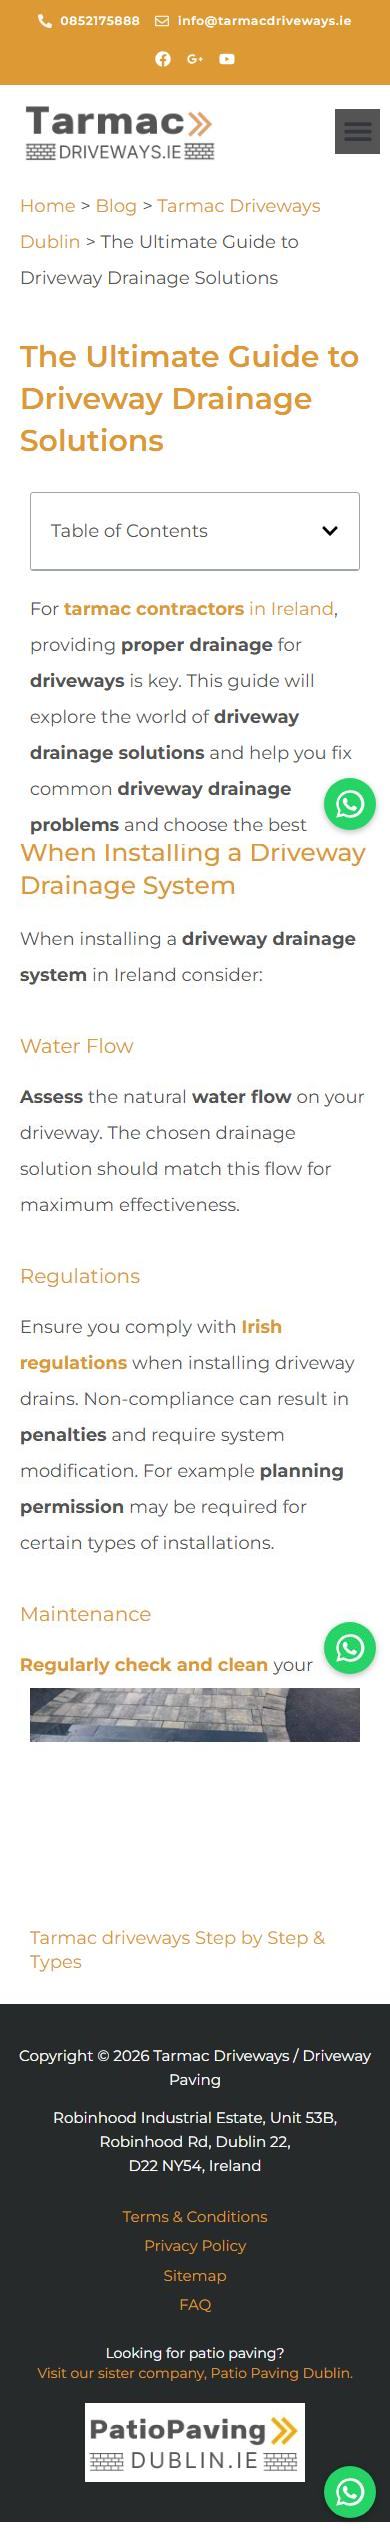 0852175888 info@tarmacdriveways.ie
Tarmac
DRIVEWAYS.IE
Home > Blog > Tarmac Driveways
Dublin > The Ultimate Guide to
Driveway Drainage Solutions
The Ultimate Guide to
Driveway Drainage
Solutions
Table of Contents
For tarmac contractors in Ireland,
providing proper drainage for
driveways is key. This guide will
explore the world of driveway
drainage solutions and help you fix
common driveway drainage
problems and choose the best
When Installing a Driveway
Drainage System
When installing a driveway drainage
system in Ireland consider:
Water Flow
Assess the natural water flow on your
driveway. The chosen drainage
solution should match this flow for
maximum effectiveness.
Regulations
Ensure you comply with Irish
regulations when installing driveway
drains. Non-compliance can result in
penalties and require system
modification. For example planning
permission may be required for
certain types of installations.
Maintenance
Regularly check and clean your
Tarmac driveways Step by Step &
Types
Copyright © 2026 Tarmac Driveways / Driveway
Paving
Robinhood Industrial Estate, Unit 53B,
Robinhood Rd, Dublin 22,
D22 NY54, Ireland
Terms & Conditions
Privacy Policy
Sitemap
FAQ
Looking for patio paving?
Visit our sister company, Patio Paving Dublin.
PatioPaving
DUBLIN.IE